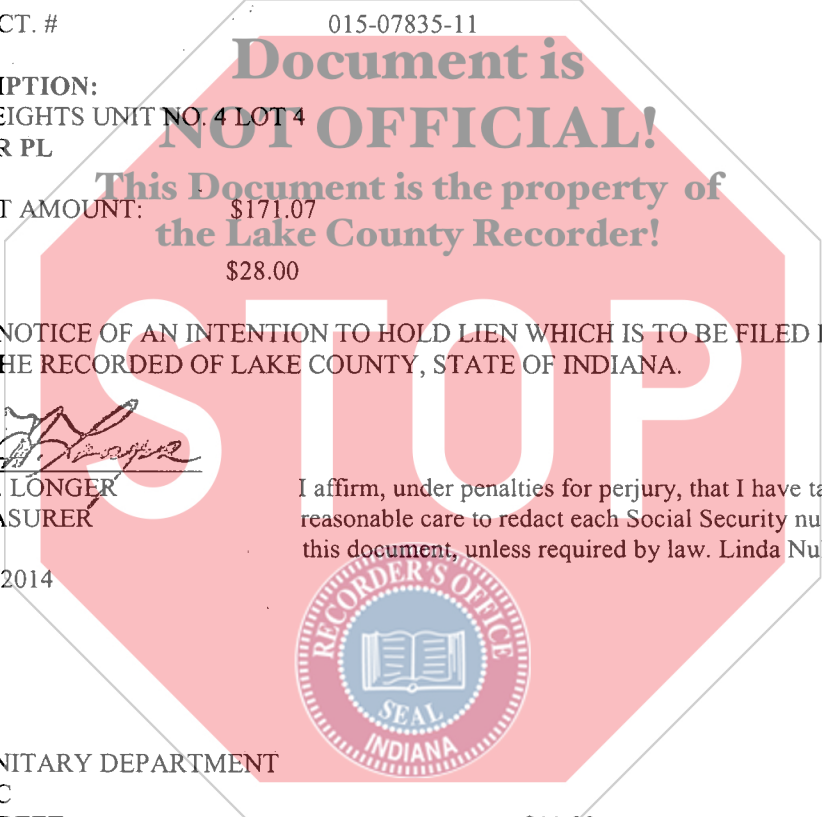 CT. # 015-07835-11
Document is
IPTION:
EIGHTS UNIT NO. 4 LOT 4
NOT OFFICIAL!
R PL
This Document is the property of
T AMOUNT: $171.07
the Lake County Recorder!
$28.00
NOTICE OF AN INTENTION TO HOLD LIEN WHICH IS TO BE FILED
HE RECORDED OF LAKE COUNTY, STATE OF INDIANA.
STOP
LONGER I affirm, under penalties for perjury, that I have ta
ASURER reasonable care to redact each Social Security nu
this document, unless required by law. Linda Nu
2014
RECORDER'S OFFICE
SEAL
INDIANA
NITARY DEPARTMENT
C